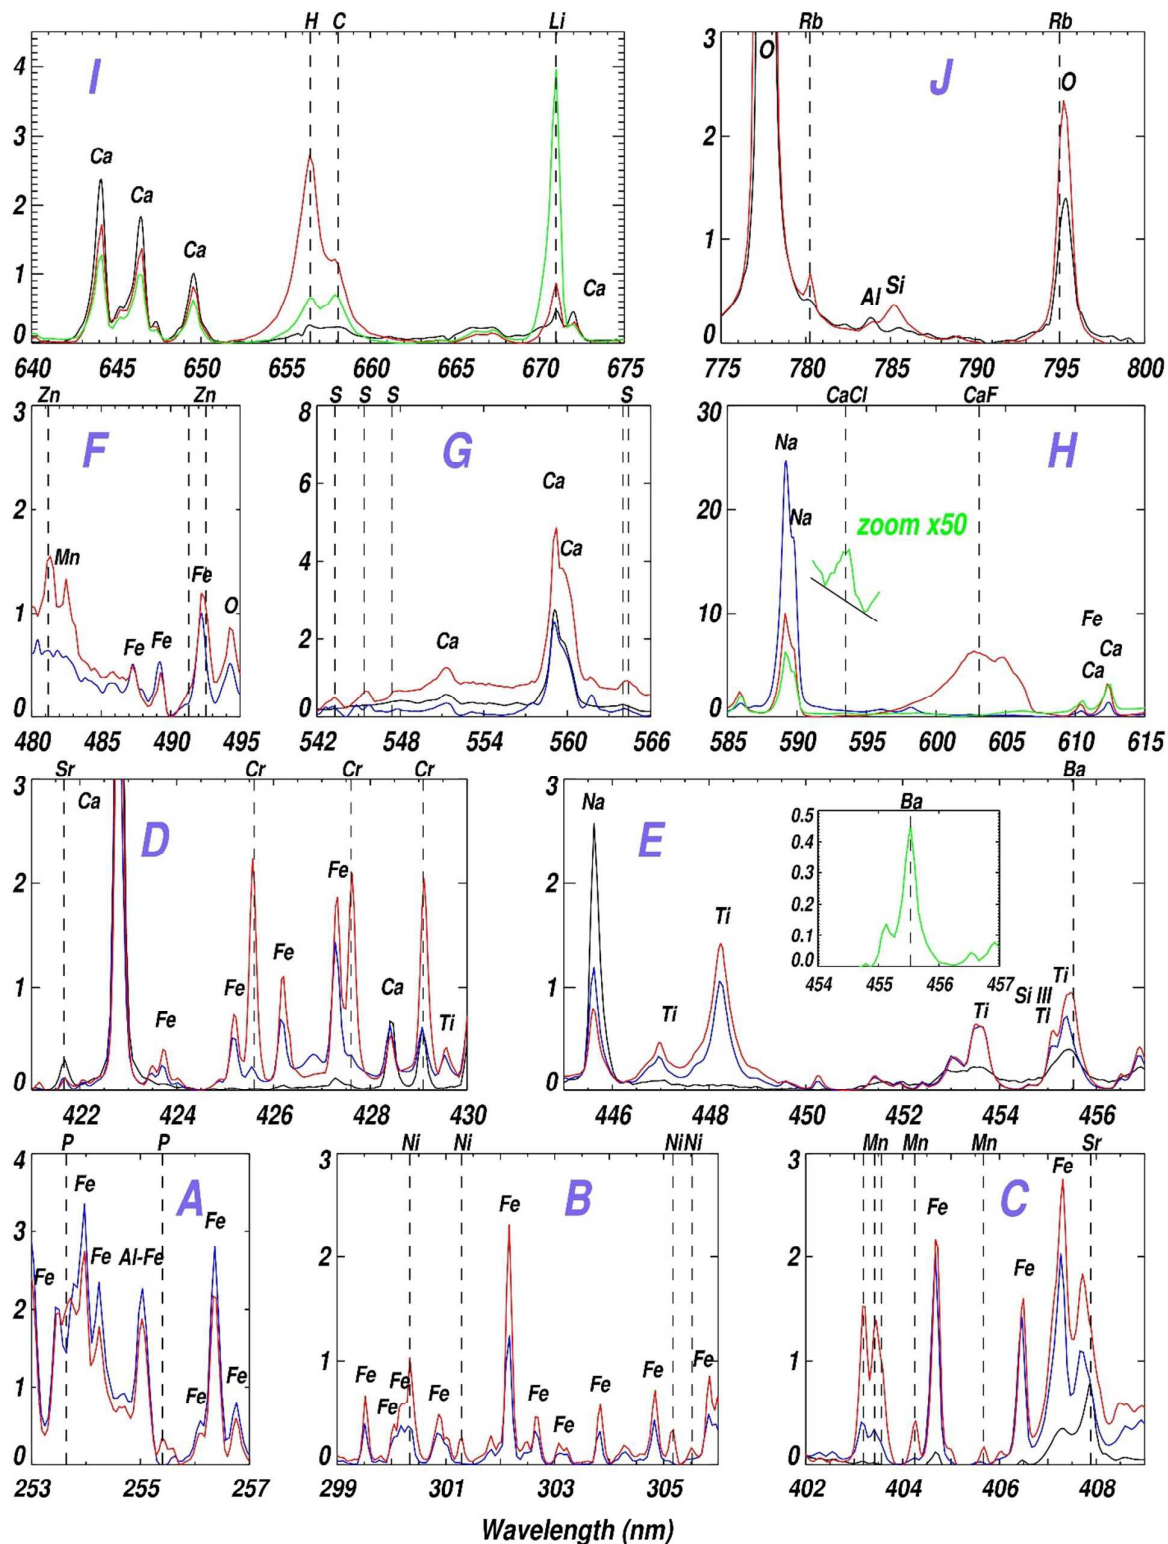 H C Li
4
3
2
1
0
I
Ca
Ca
Ca
Ca
640 645 650 655 660 665 670 675
Rb Rb
3
2
1
0
O
J
O
Al Si
775 780 785 790 795 800
Zn Zn
3
2
1
0
F
Mn
Fe
Fe
Fe
O
480 485 490 495
S S S S
8
6
4
2
0
G
Ca
Ca
Ca
542 548 554 560 566
CaCl CaF
30
20
10
0
Na
Na
zoom x50
H
Fe
Ca
Ca
585 590 595 600 605 610 615
Sr Cr Cr Cr
3
2
1
0
Ca
D
Fe
Fe
Fe
Fe
Ca
Ti
422 424 426 428 430
Ba
3
2
1
0
Na
E
Ti
Ti
Ba
0.5
0.4
0.3
0.2
0.1
0.0
454 455 456 457
Ti
Si III
Ti
Ti
446 448 450 452 454 456
P P
4
3
2
1
0
A
Fe
Fe
Fe
Al-Fe
Fe
Fe
Fe
253 255 257
Ni Ni Ni Ni
3
2
1
0
B
Fe
Fe
Fe
Fe
Fe
Fe
Fe
Fe
Fe
Fe
299 301 303 305
Mn Mn Mn Sr
3
2
1
0
C
Fe
Fe
Fe
402 404 406 408
Wavelength (nm)